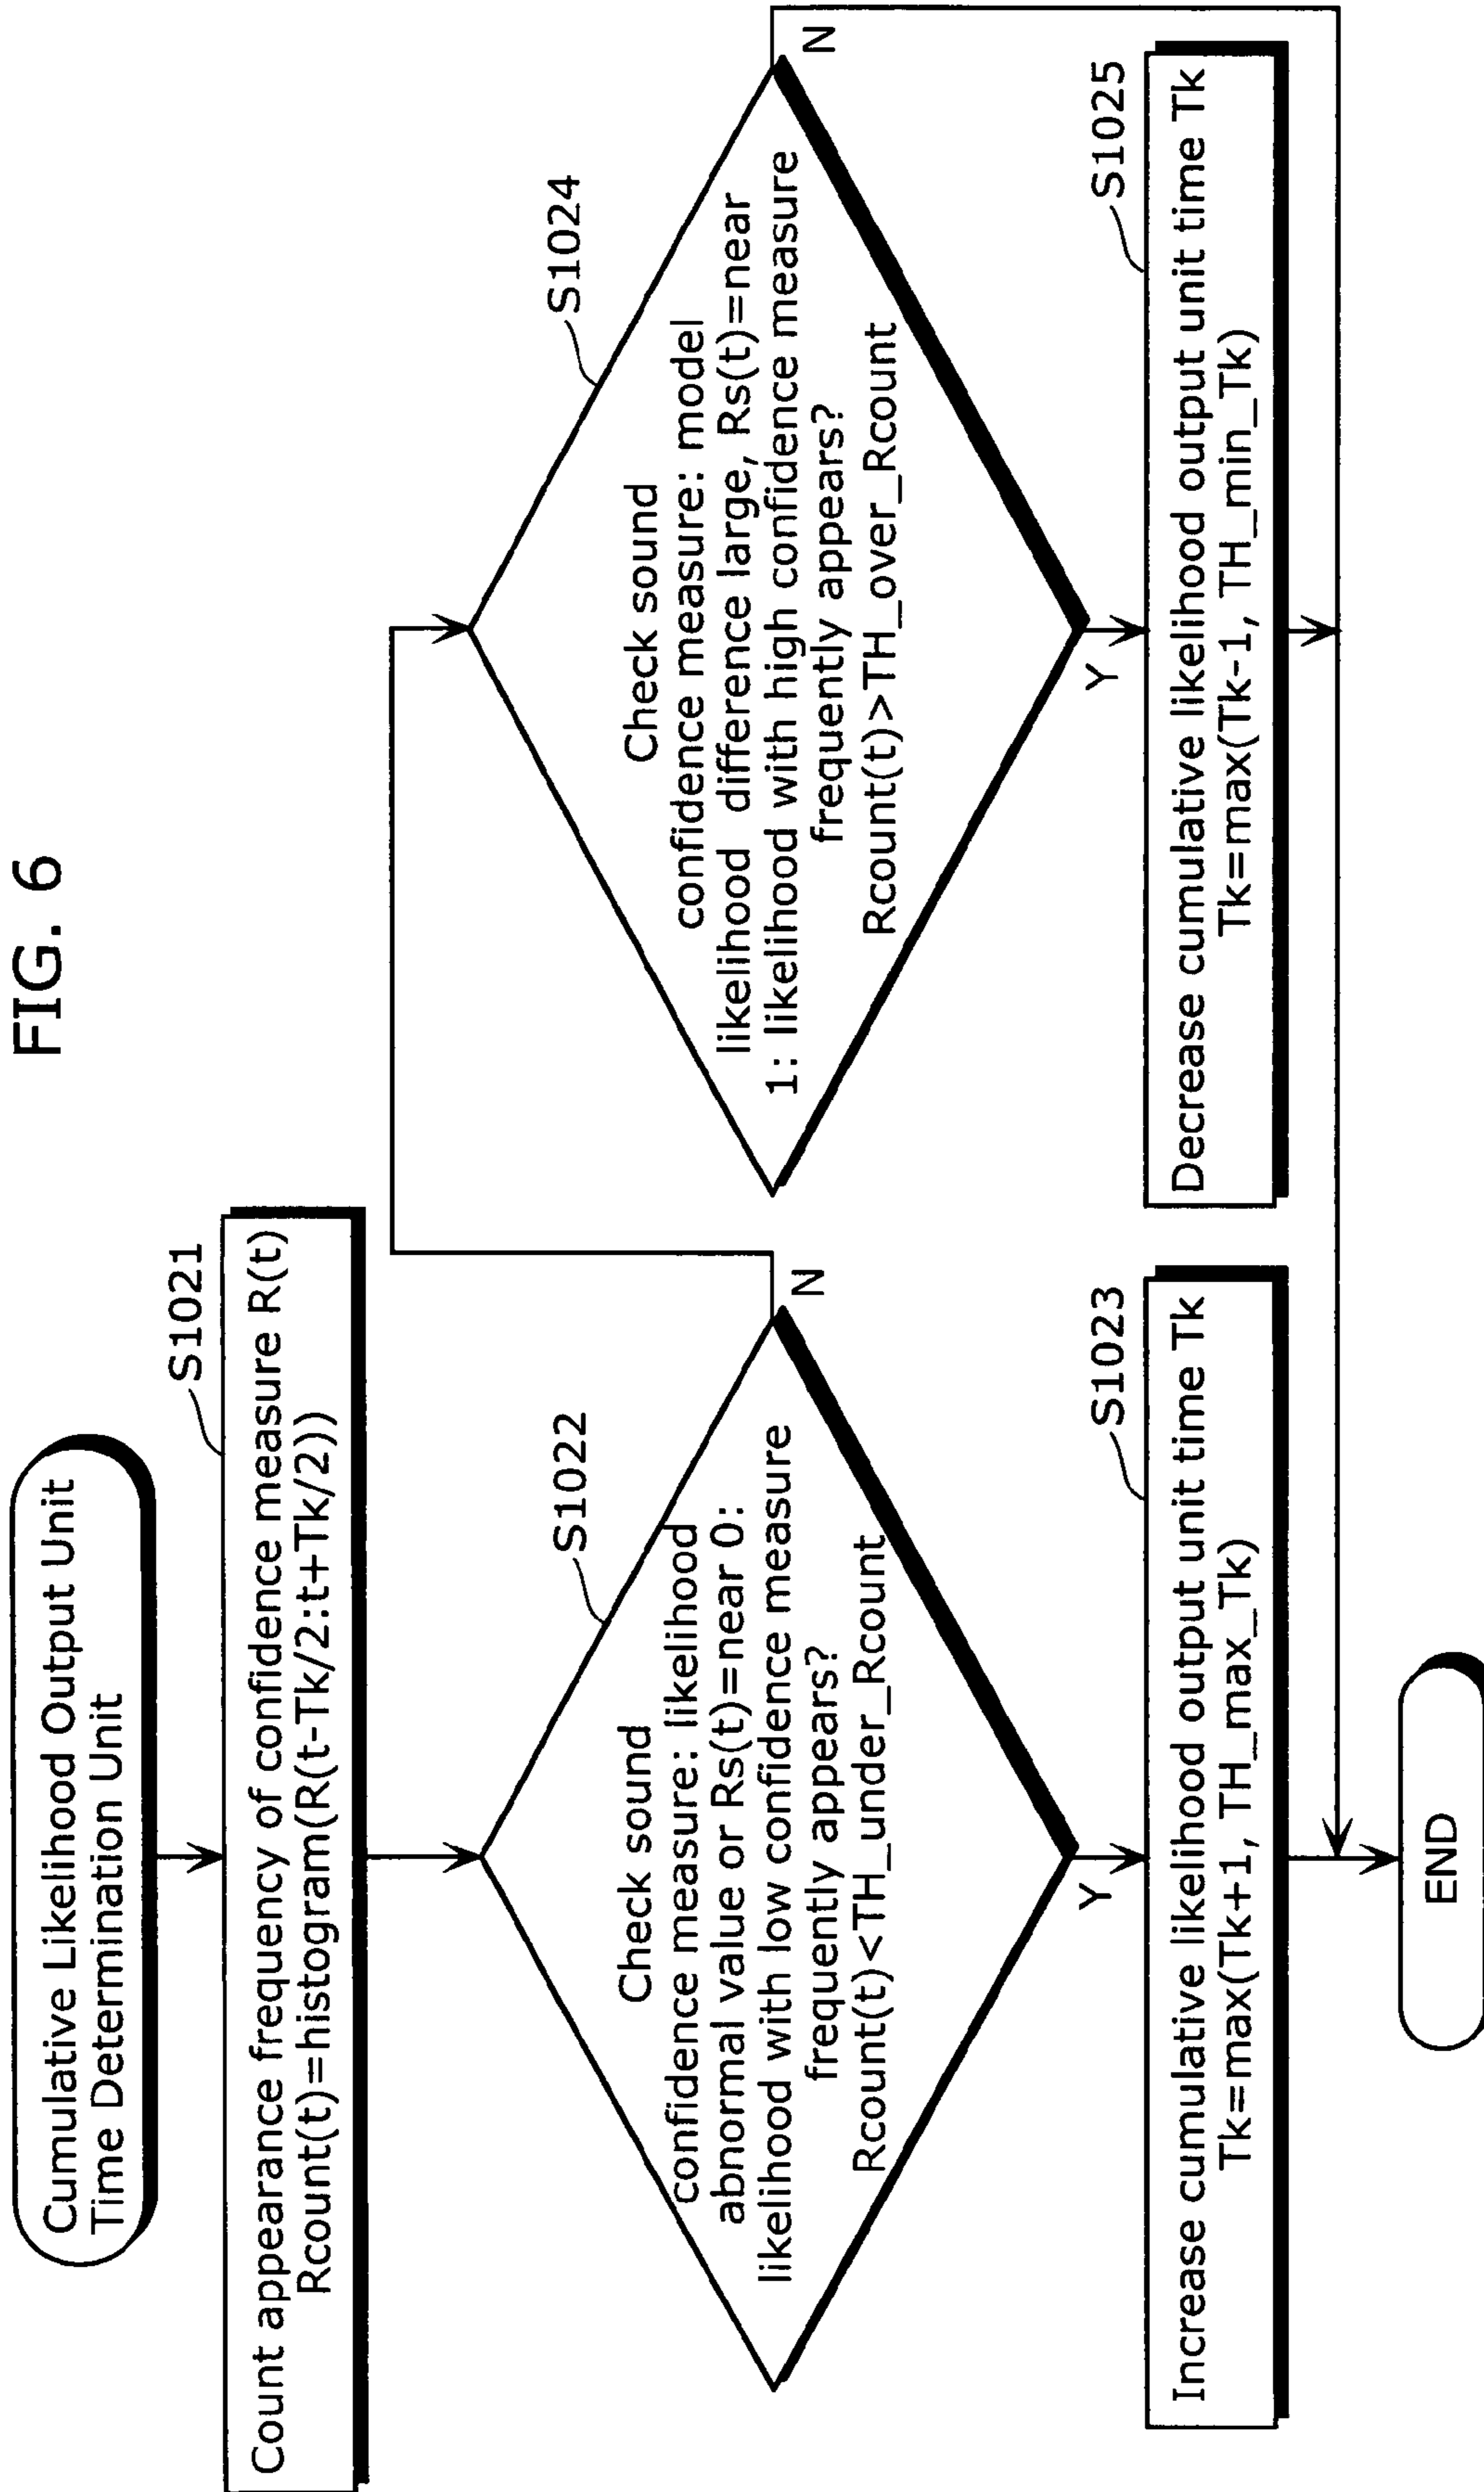 FIG. 6
Cumulative Likelihood Output Unit
Time Determination Unit
S1021
Count appearance frequency of confidence measure R(t)
Rcount(t)=histogram(R(t-Tk/2:t+Tk/2))
S1022
Check sound
confidence measure: likelihood
abnormal value or Rs(t)=near 0:
likelihood with low confidence measure
frequently appears?
Rcount(t)<TH_under_Rcount
N
Y
S1023
Increase cumulative likelihood output unit time Tk
Tk=max(Tk+1, TH_max_Tk)
S1024
Check sound
confidence measure: model
likelihood difference large, Rs(t)=near
1: likelihood with high confidence measure
frequently appears?
Rcount(t)>TH_over_Rcount
N
Y
S1025
Decrease cumulative likelihood output unit time Tk
Tk=max(Tk-1, TH_min_Tk)
END